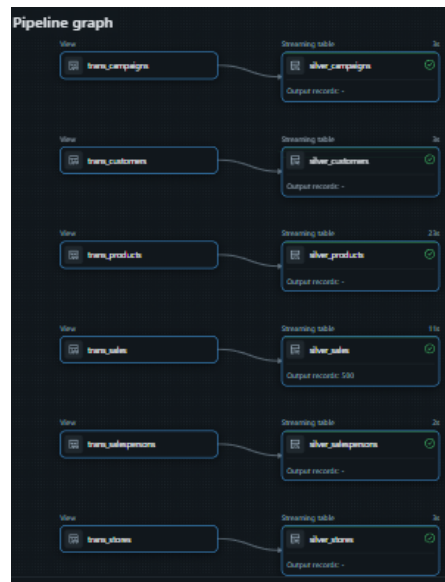 Pipeline graph
View
Streaming table 3s
trans_campaigns
silver_campaigns
Output records: -
View
Streaming table 3s
trans_customers
silver_customers
Output records: -
View
Streaming table 23s
trans_products
silver_products
Output records: -
View
Streaming table 11s
trans_sales
silver_sales
Output records: 500
View
Streaming table 2s
trans_salespersons
silver_salespersons
Output records: -
View
Streaming table 3s
trans_stores
silver_stores
Output records: -